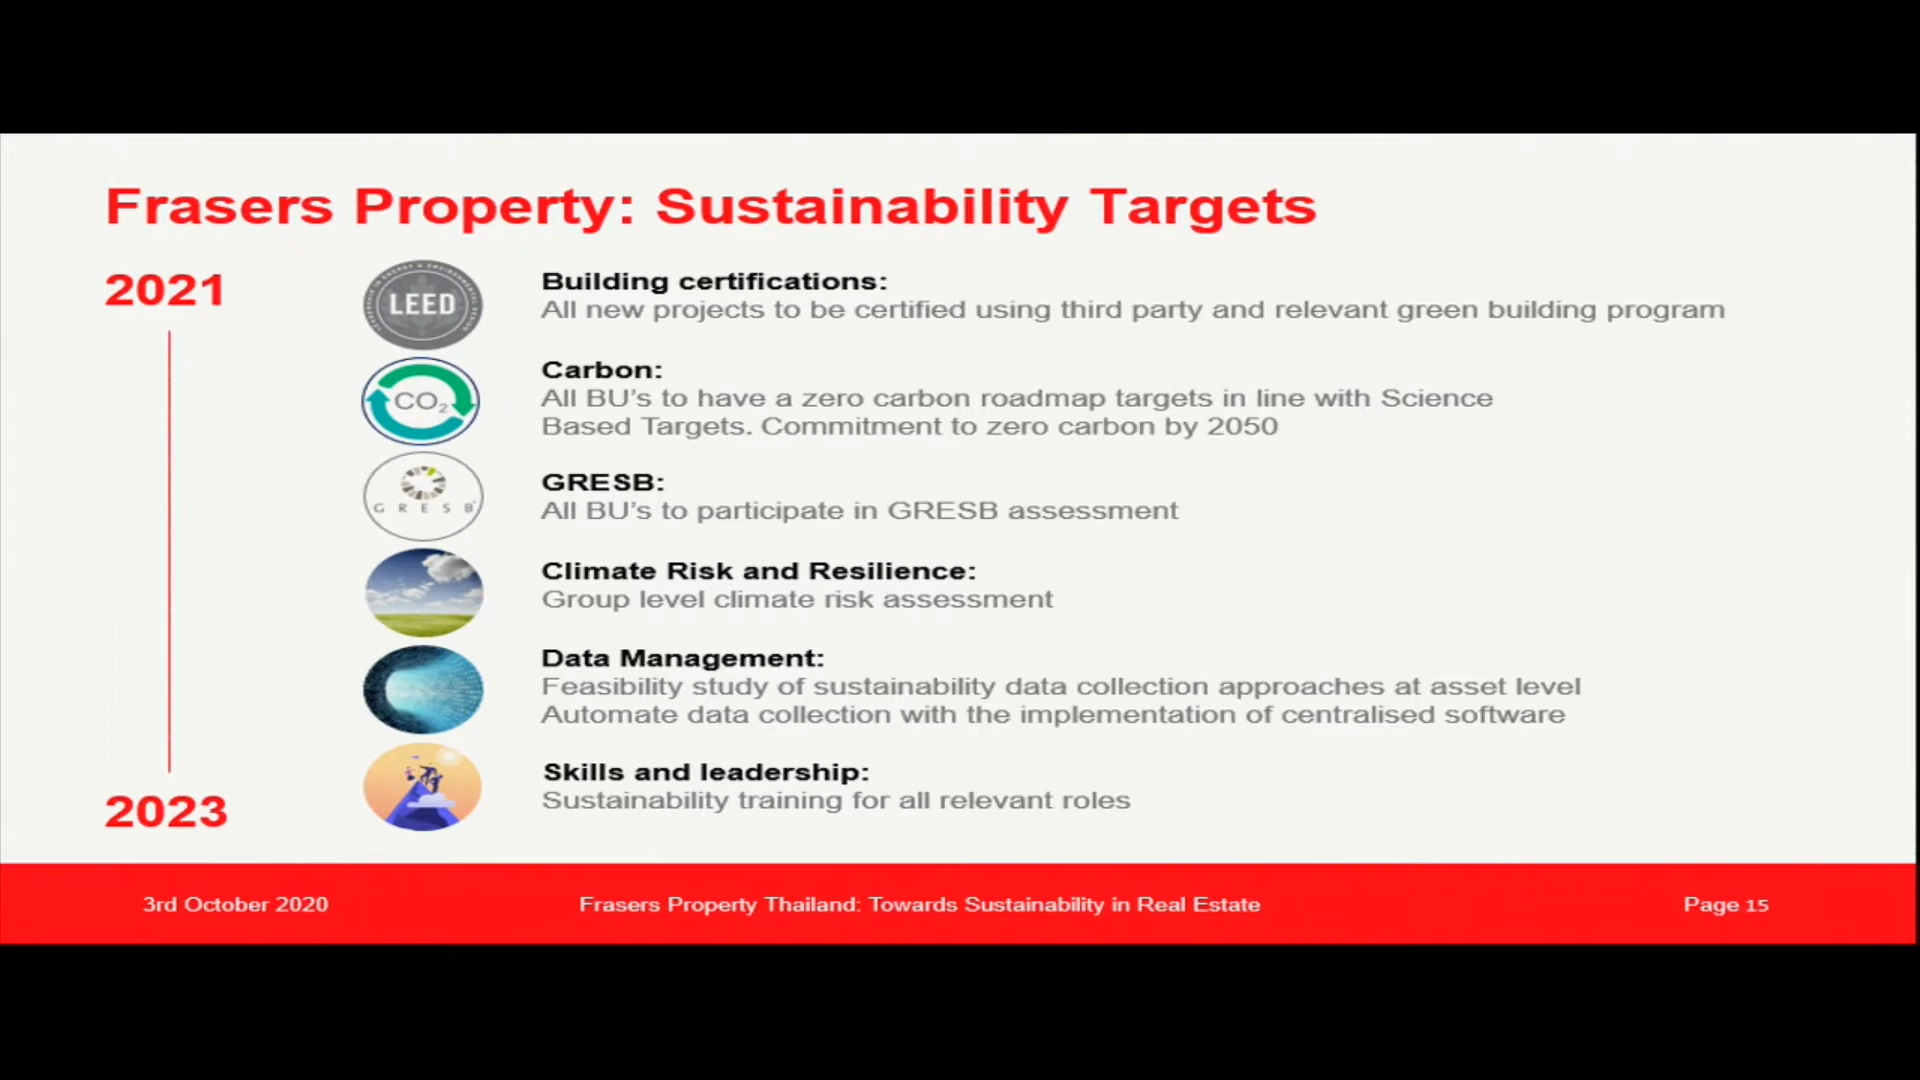 Frasers Property: Sustainability Targets
2021
LEED
Building certifications:
All new projects to be certified using third party and relevant green building program
CO₂
Carbon:
All BU's to have a zero carbon roadmap targets in line with Science
Based Targets. Commitment to zero carbon by 2050
GRESB
GRESB:
All BU's to participate in GRESB assessment
Climate Risk and Resilience:
Group level climate risk assessment
Data Management:
Feasibility study of sustainability data collection approaches at asset level
Automate data collection with the implementation of centralised software
Skills and leadership:
Sustainability training for all relevant roles
2023
3rd October 2020
Frasers Property Thailand: Towards Sustainability in Real Estate
Page 15